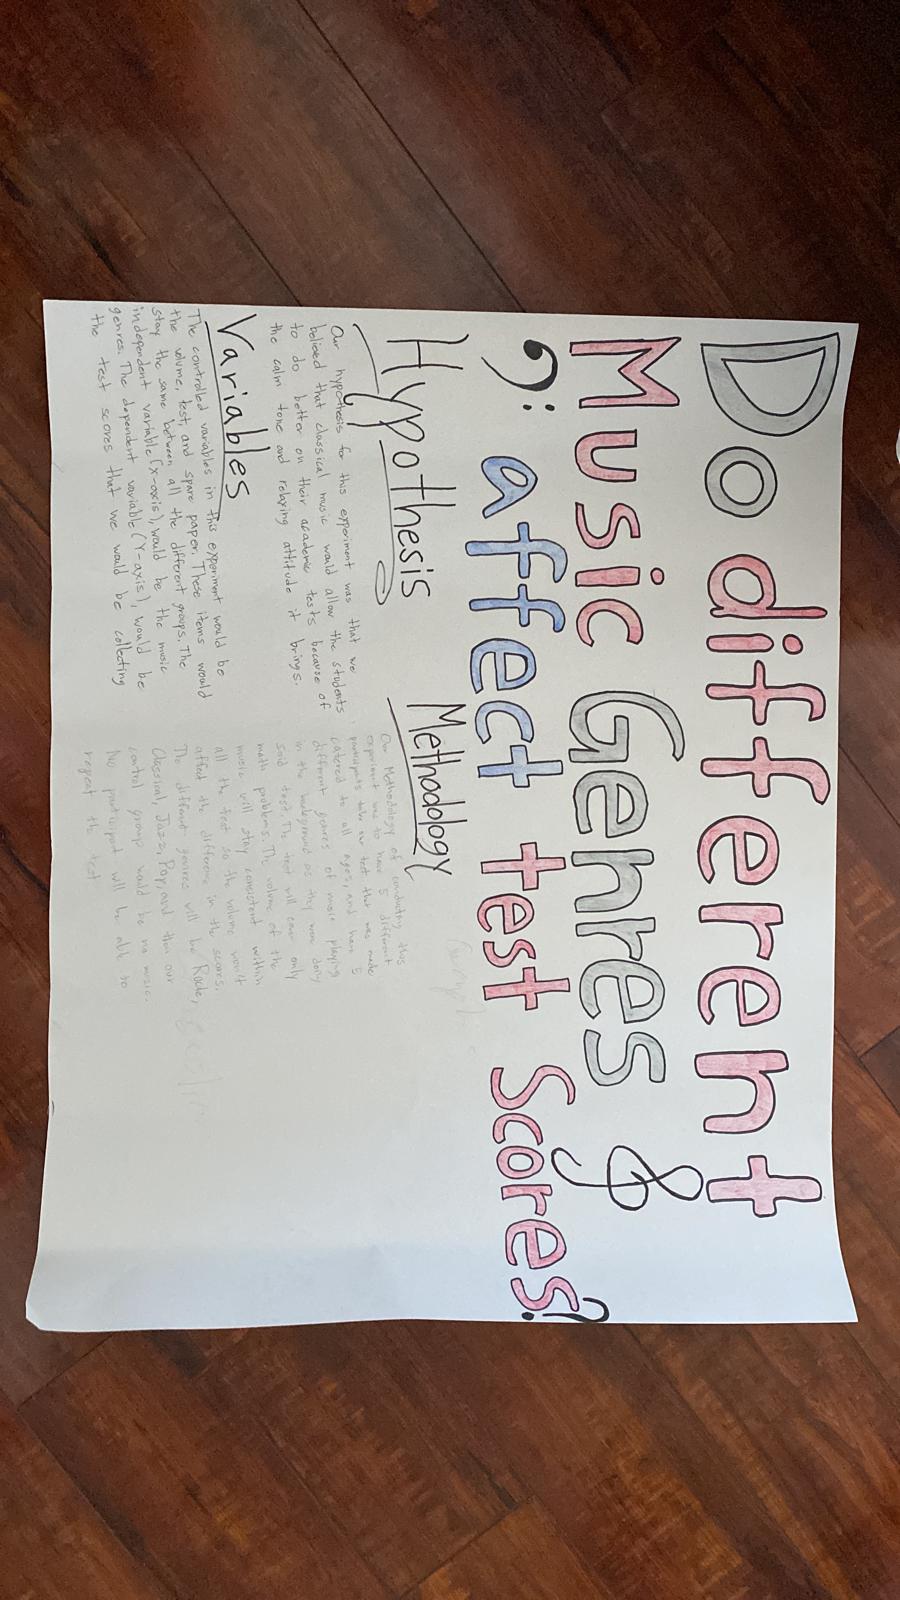 Do different
Music Genres &
affect test Scores?
Hypothesis
Our hypothesis for this experiment was that we
believed that classical music would allow the students
to do better on their academic tests because of
the calm tone and relaxing attitude it brings.
Variables
The controlled variables in this experiment would be
the volume, test, and spare paper. These items would
stay the same between all the different groups. The
independent variable (x-axis), would be the music
genres. The dependent variable (Y-axis), would be
the test scores that we would be collecting
Methodology
Our Methodology of conducting this
experiment was to have 5 different
participants take our test that was made
catered to all ages, and have 5
different genres of music playing
in the background as they were doing
said test. The test will cover only
math problems. The volume of the
music will stay consistent within
all the test so the volume won't
affect the difference in the scores.
The different genres will be Rock,
Classical, Jazz, Pop, and then our
control group would be no music.
No participant will be able to
repeat the test